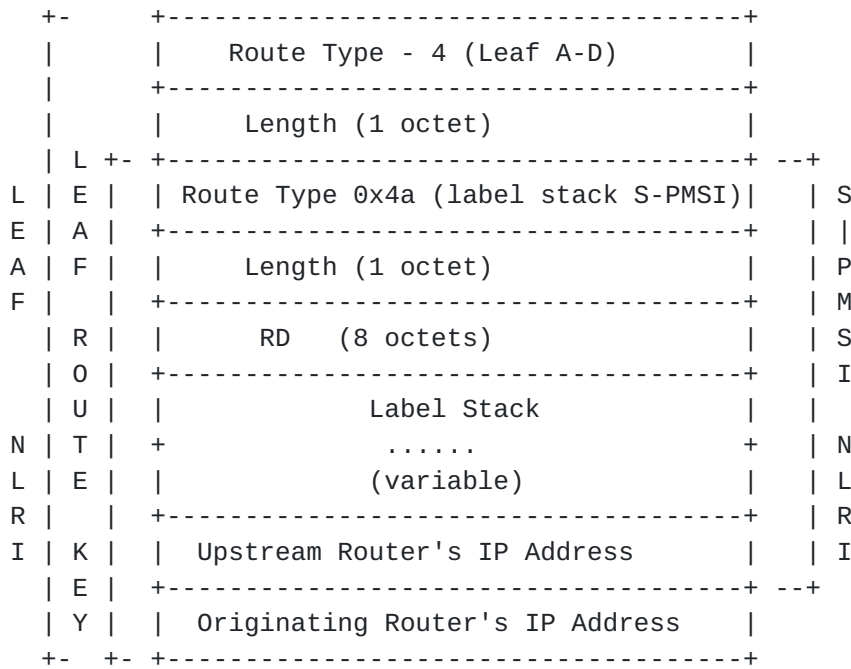 +-      +-------------------------------------+
|       |    Route Type - 4 (Leaf A-D)        |
|       +-------------------------------------+
|       |     Length (1 octet)                |
| L +- +-------------------------------------+ --+
L | E |  | Route Type 0x4a (label stack S-PMSI)|   | S
E | A |  +-------------------------------------+   | |
A | F |  |     Length (1 octet)                |   | P
F |   |  +-------------------------------------+   | M
| R |  |      RD   (8 octets)                |   | S
| O |  +-------------------------------------+   | I
| U |  |             Label Stack             |   |
N | T |  +              ......                 +   | N
L | E |  |             (variable)              |   | L
R |   |  +-------------------------------------+   | R
I | K |  |  Upstream Router's IP Address       |   | I
| E |  +-------------------------------------+ --+
| Y |  |  Originating Router's IP Address    |
+-  +- +-------------------------------------+